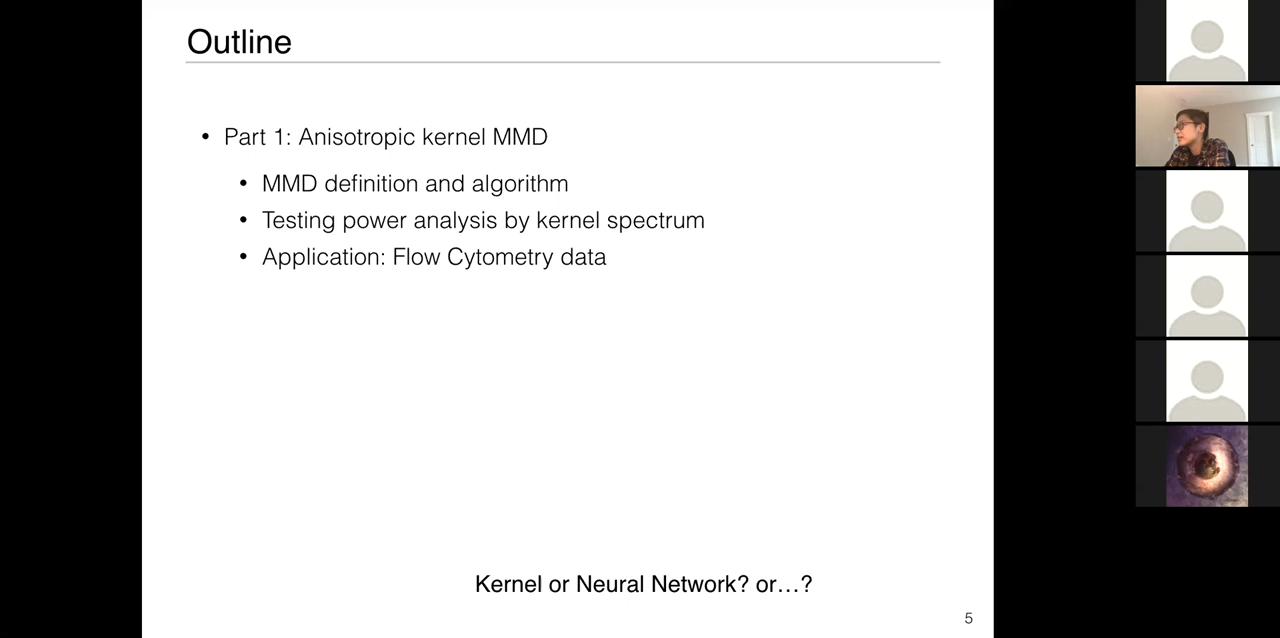 Outline
• Part 1: Anisotropic kernel MMD
• MMD definition and algorithm
• Testing power analysis by kernel spectrum
• Application: Flow Cytometry data
Kernel or Neural Network? or…?
5